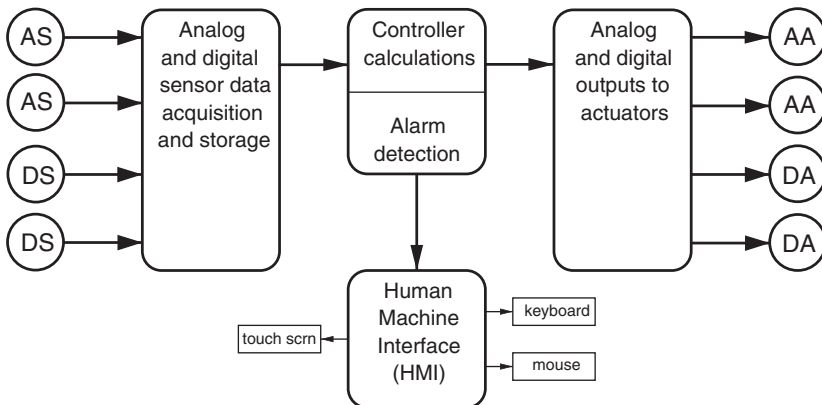 AS
AS
DS
DS
Analog
and digital
sensor data
acquisition
and storage
Controller
calculations
Alarm
detection
Analog
and digital
outputs to
actuators
AA
AA
DA
DA
Human
Machine
Interface
(HMI)
touch scrn
keyboard
mouse